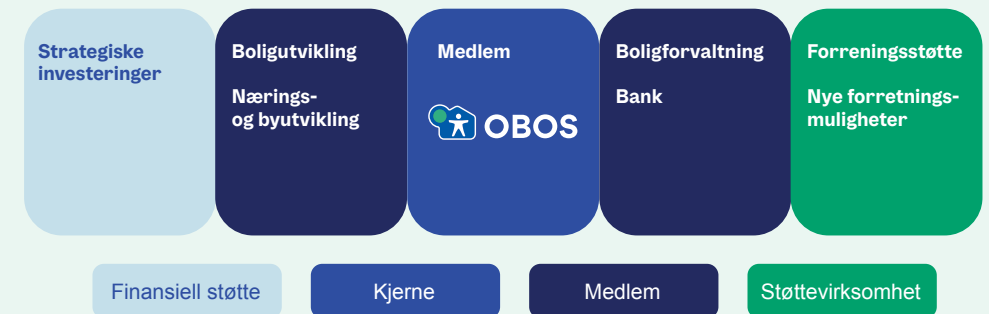 Strategiske
investeringer
Boligutvikling
Nærings-
og byutvikling
Medlem
OBOS
Boligforvaltning
Bank
Forreningsstøtte
Nye forretnings-
muligheter
Finansiell støtte
Kjerne
Medlem
Støttevirksomhet